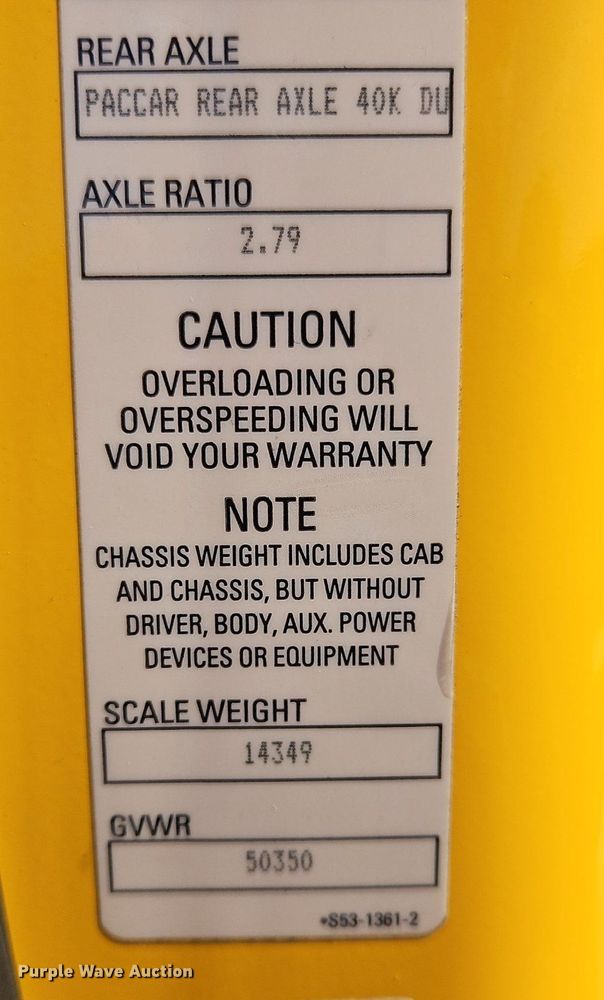 REAR AXLE
PACCAR REAR AXLE 40K DU
AXLE RATIO
2.79
CAUTION
OVERLOADING OR
OVERSPEEDING WILL
VOID YOUR WARRANTY
NOTE
CHASSIS WEIGHT INCLUDES CAB
AND CHASSIS, BUT WITHOUT
DRIVER, BODY, AUX. POWER
DEVICES OR EQUIPMENT
SCALE WEIGHT
14349
GVWR
50350
*S53-1361-2
Purple Wave Auction